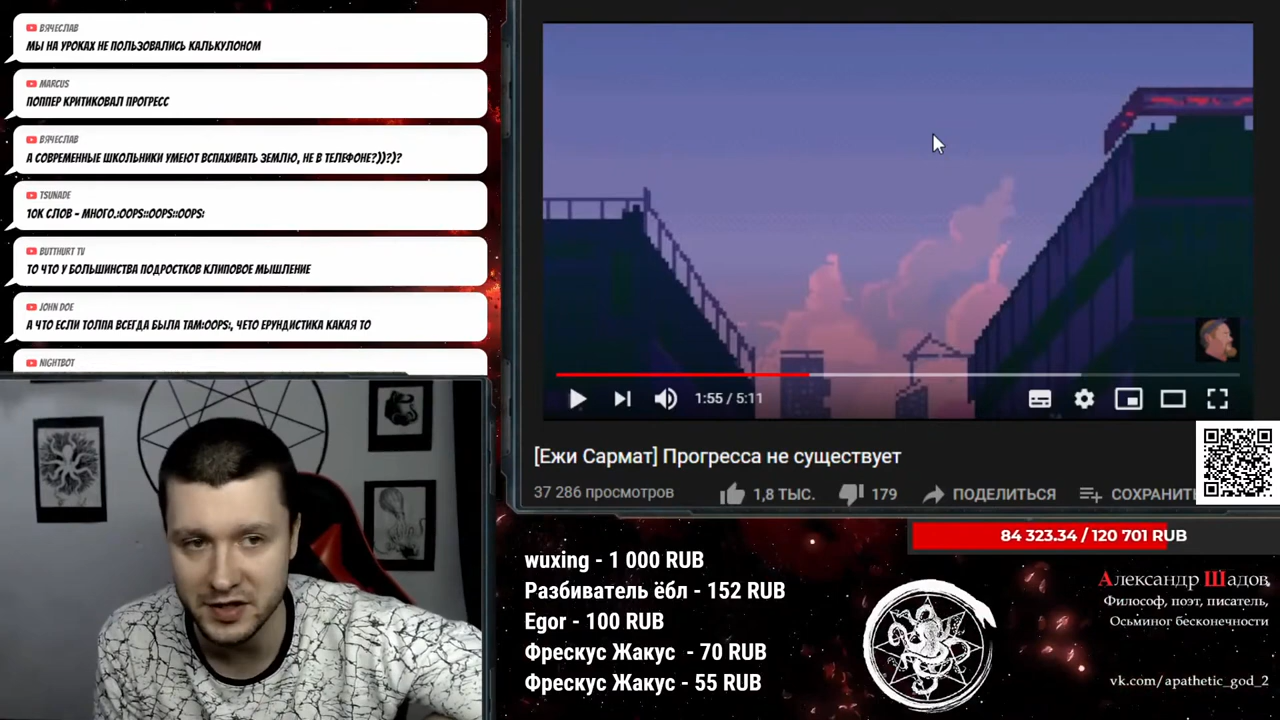 ВЯЧЕСЛАВ
МЫ НА УРОКАХ НЕ ПОЛЬЗОВАЛИСЬ КАЛЬКУЛОНОМ
MARCUS
ПОППЕР КРИТИКОВАЛ ПРОГРЕСС
ВЯЧЕСЛАВ
А СОВРЕМЕННЫЕ ШКОЛЬНИКИ УМЕЮТ ВСПАХИВАТЬ ЗЕМЛЮ, НЕ В ТЕЛЕФОНЕ?))?)?
TSUNADE
10К СЛОВ - МНОГО.:OOPS::OOPS::OOPS:
BUTTHURT TV
ТО ЧТО У БОЛЬШИНСТВА ПОДРОСТКОВ КЛИПОВОЕ МЫШЛЕНИЕ
JOHN DOE
А ЧТО ЕСЛИ ТОЛПА ВСЕГДА БЫЛА ТАМ:OOPS:, ЧЕТО ЕРУНДИСТИКА КАКАЯ ТО
NIGHTBOT
1:55 / 5:11
[Ежи Сармат] Прогресса не существует
37 286 просмотров
1,8 ТЫС.
179
ПОДЕЛИТЬСЯ
СОХРАНИТЬ
84 323.34 / 120 701 RUB
wuxing - 1 000 RUB
Разбиватель ёбл - 152 RUB
Egor - 100 RUB
Фрескус Жакус - 70 RUB
Фрескус Жакус - 55 RUB
Александр Шадов
Философ, поэт, писатель,
Осьминог бесконечности
vk.com/apathetic_god_2